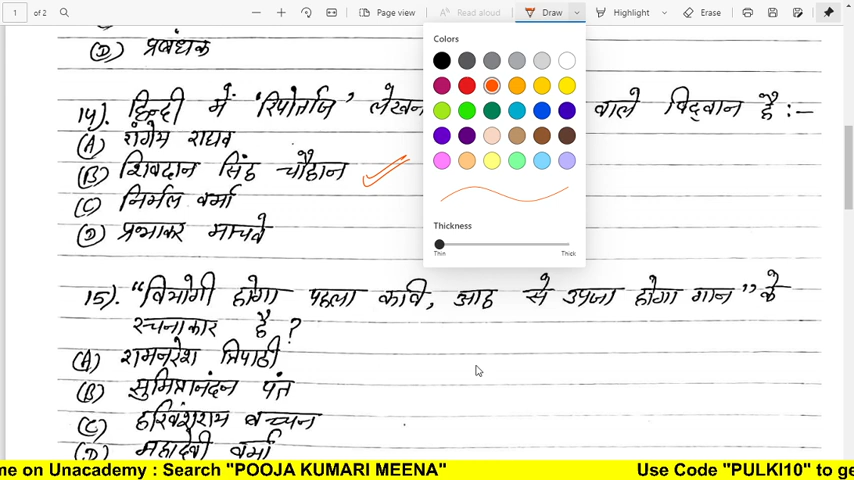 1 of 2 Page view Read aloud Draw Highlight Erase
(D) प्रबंधक
Colors
14). हिन्दी में 'रिपोर्ताज' लेखन वाले विद्वान है :-
(A) रांगेय राघव
(B) शिवदान सिंह चौहान
(C) निर्मल वर्मा
(D) प्रभाकर माचवे
Thickness
Thin Thick
15). "वियोगी होगा पहला कवि, आह से उपजा होगा गान" के
रचनाकार है ?
(A) रामनरेश त्रिपाठी
(B) सुमित्रानंदन पंत
(C) हरिवंशराम बच्चन
(D) महादेवी वर्मा
me on Unacademy : Search "POOJA KUMARI MEENA" Use Code "PULKI10" to ge